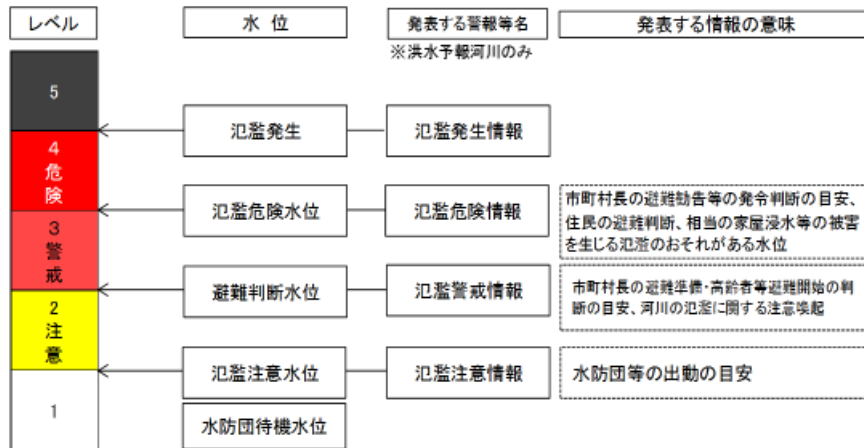 レベル
水 位
発表する警報等名
発表する情報の意味
※洪水予報河川のみ
5
氾濫発生
氾濫発生情報
4
危
険
氾濫危険水位
氾濫危険情報
市町村長の避難勧告等の発令判断の目安、
住民の避難判断、相当の家屋浸水等の被害
を生じる氾濫のおそれがある水位
3
警
戒
避難判断水位
氾濫警戒情報
市町村長の避難準備・高齢者等避難開始の判
断の目安、河川の氾濫に関する注意喚起
2
注
意
氾濫注意水位
氾濫注意情報
水防団等の出動の目安
1
水防団待機水位